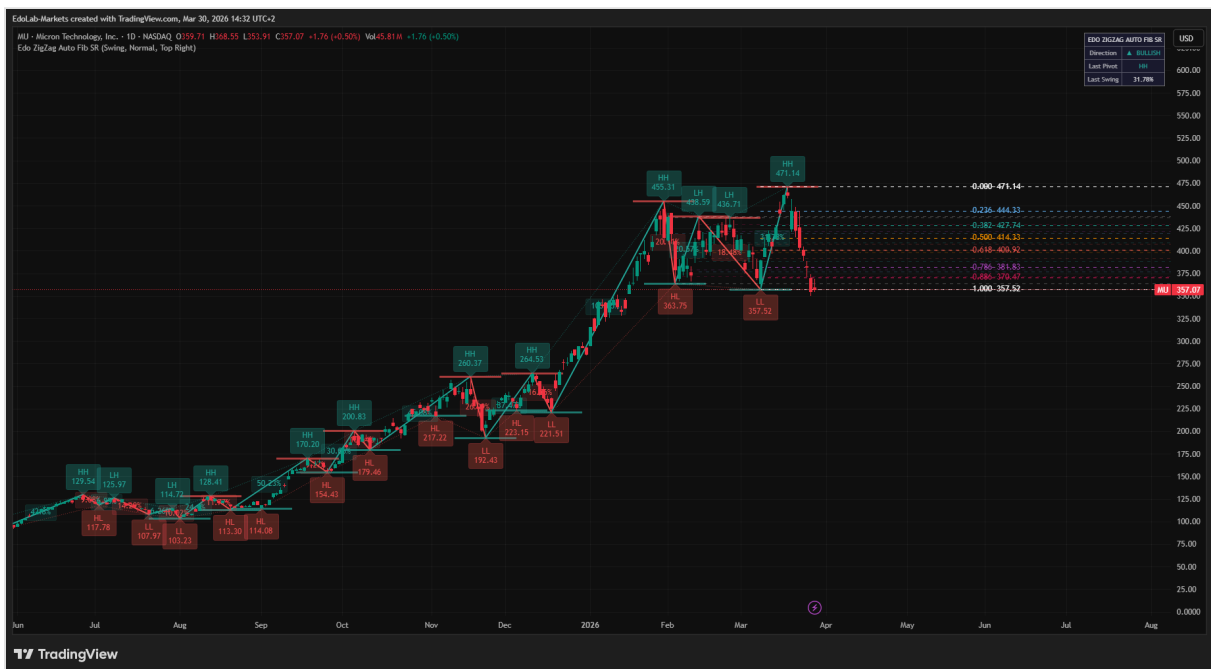 EdoLab-Markets created with TradingView.com, Mar 30, 2026 14:32 UTC+2
MU · Micron Technology, Inc. · 1D · NASDAQ O359.71 H368.55 L353.91 C357.07 +1.76 (+0.50%) Vol45.81M +1.76 (+0.50%)
Edo ZigZag Auto Fib SR (Swing, Normal, Top Right)
EDO ZIGZAG AUTO FIB SR
Direction ▲ BULLISH
Last Pivot HH
Last Swing 31.78%
USD
600.00
575.00
550.00
525.00
500.00
475.00
450.00
425.00
400.00
375.00
MU 357.07
325.00
300.00
275.00
250.00
225.00
200.00
175.00
150.00
125.00
100.00
75.00
50.00
25.00
0.0000
0.000 471.14
0.236 444.33
0.382 427.74
0.500 414.33
0.618 400.92
0.786 381.83
0.886 370.47
1.000 357.52
HH
471.14
HH
455.31
LH
438.59
LH
436.71
HL
363.75
LL
357.52
HH
260.37
HH
264.53
HL
217.22
HL
223.15
LL
221.51
LL
192.43
HH
200.83
HL
179.46
HH
170.20
HL
154.43
HH
129.54
LH
125.97
LH
114.72
HH
128.41
HL
117.78
LL
107.97
LL
103.23
HL
113.30
HL
114.08
50.23%
18.48%
Jun
Jul
Aug
Sep
Oct
Nov
Dec
2026
Feb
Mar
Apr
May
Jun
Jul
Aug
TradingView